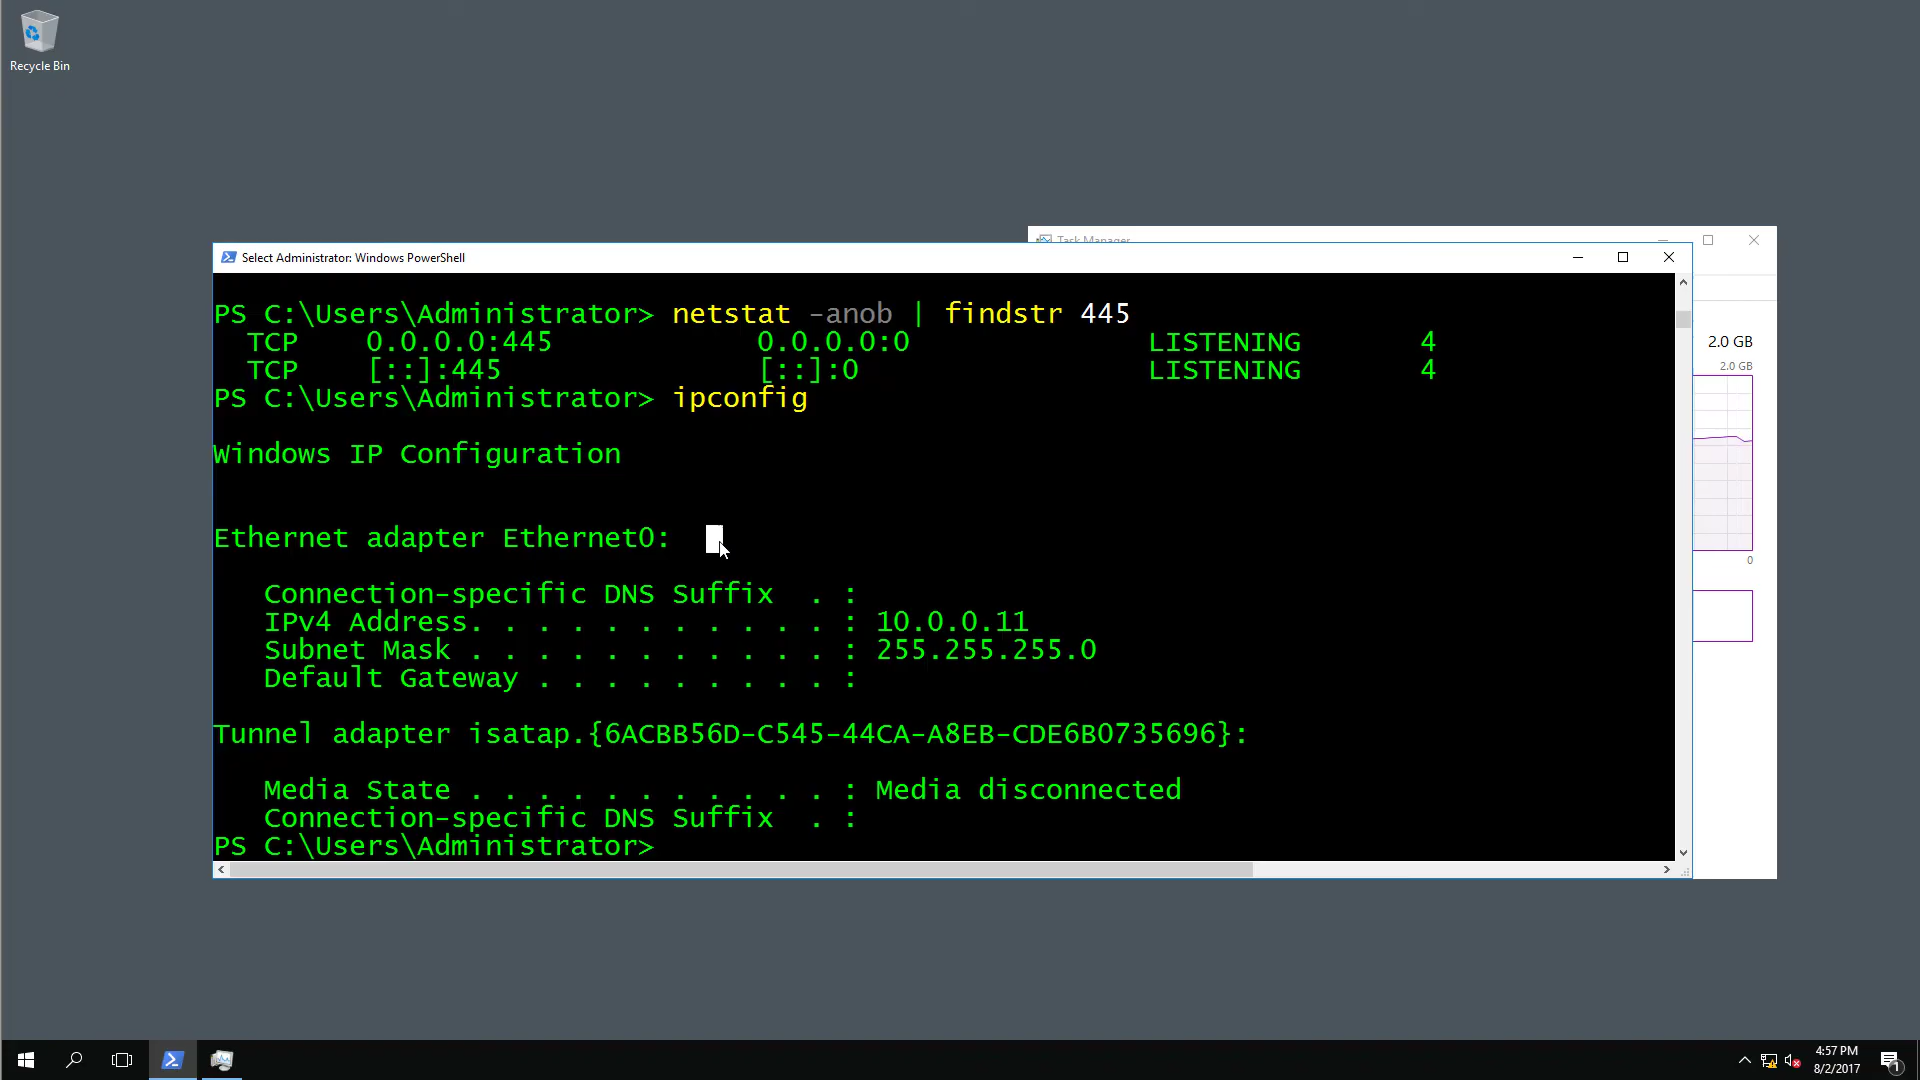 Recycle Bin
Task Manager
Select Administrator: Windows PowerShell
PS C:\Users\Administrator> netstat -anob | findstr 445
TCP 0.0.0.0:445 0.0.0.0:0 LISTENING 4
TCP [::]:445 [::]:0 LISTENING 4
PS C:\Users\Administrator> ipconfig
Windows IP Configuration
Ethernet adapter Ethernet0:
Connection-specific DNS Suffix . :
IPv4 Address. . . . . . . . . . . : 10.0.0.11
Subnet Mask . . . . . . . . . . . : 255.255.255.0
Default Gateway . . . . . . . . . :
Tunnel adapter isatap.{6ACBB56D-C545-44CA-A8EB-CDE6B0735696}:
Media State . . . . . . . . . . . : Media disconnected
Connection-specific DNS Suffix . :
PS C:\Users\Administrator>
2.0 GB
2.0 GB
0
4:57 PM
8/2/2017
1